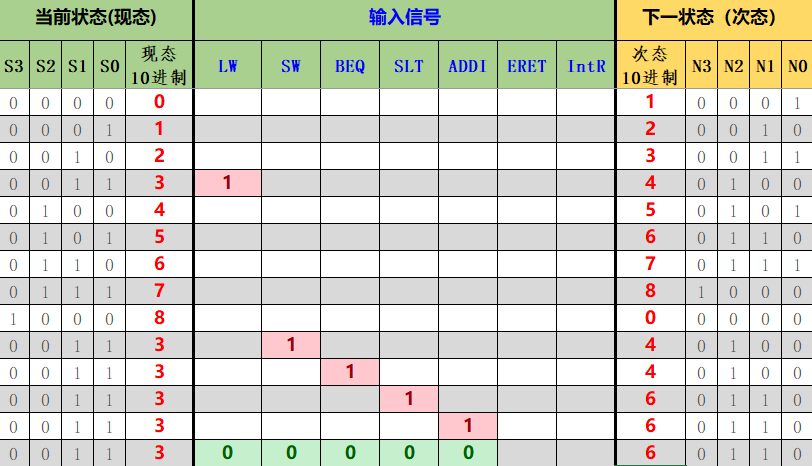 当前状态(现态) 输入信号 下一状态（次态）
S3 S2 S1 S0 现态10进制 LW SW BEQ SLT ADDI ERET IntR 次态10进制 N3 N2 N1 N0
0 0 0 0 0 1 0 0 0 1
0 0 0 1 1 2 0 0 1 0
0 0 1 0 2 3 0 0 1 1
0 0 1 1 3 1 4 0 1 0 0
0 1 0 0 4 5 0 1 0 1
0 1 0 1 5 6 0 1 1 0
0 1 1 0 6 7 0 1 1 1
0 1 1 1 7 8 1 0 0 0
1 0 0 0 8 0 0 0 0 0
0 0 1 1 3 1 4 0 1 0 0
0 0 1 1 3 1 4 0 1 0 0
0 0 1 1 3 1 6 0 1 1 0
0 0 1 1 3 1 6 0 1 1 0
0 0 1 1 3 0 0 0 0 0 6 0 1 1 0